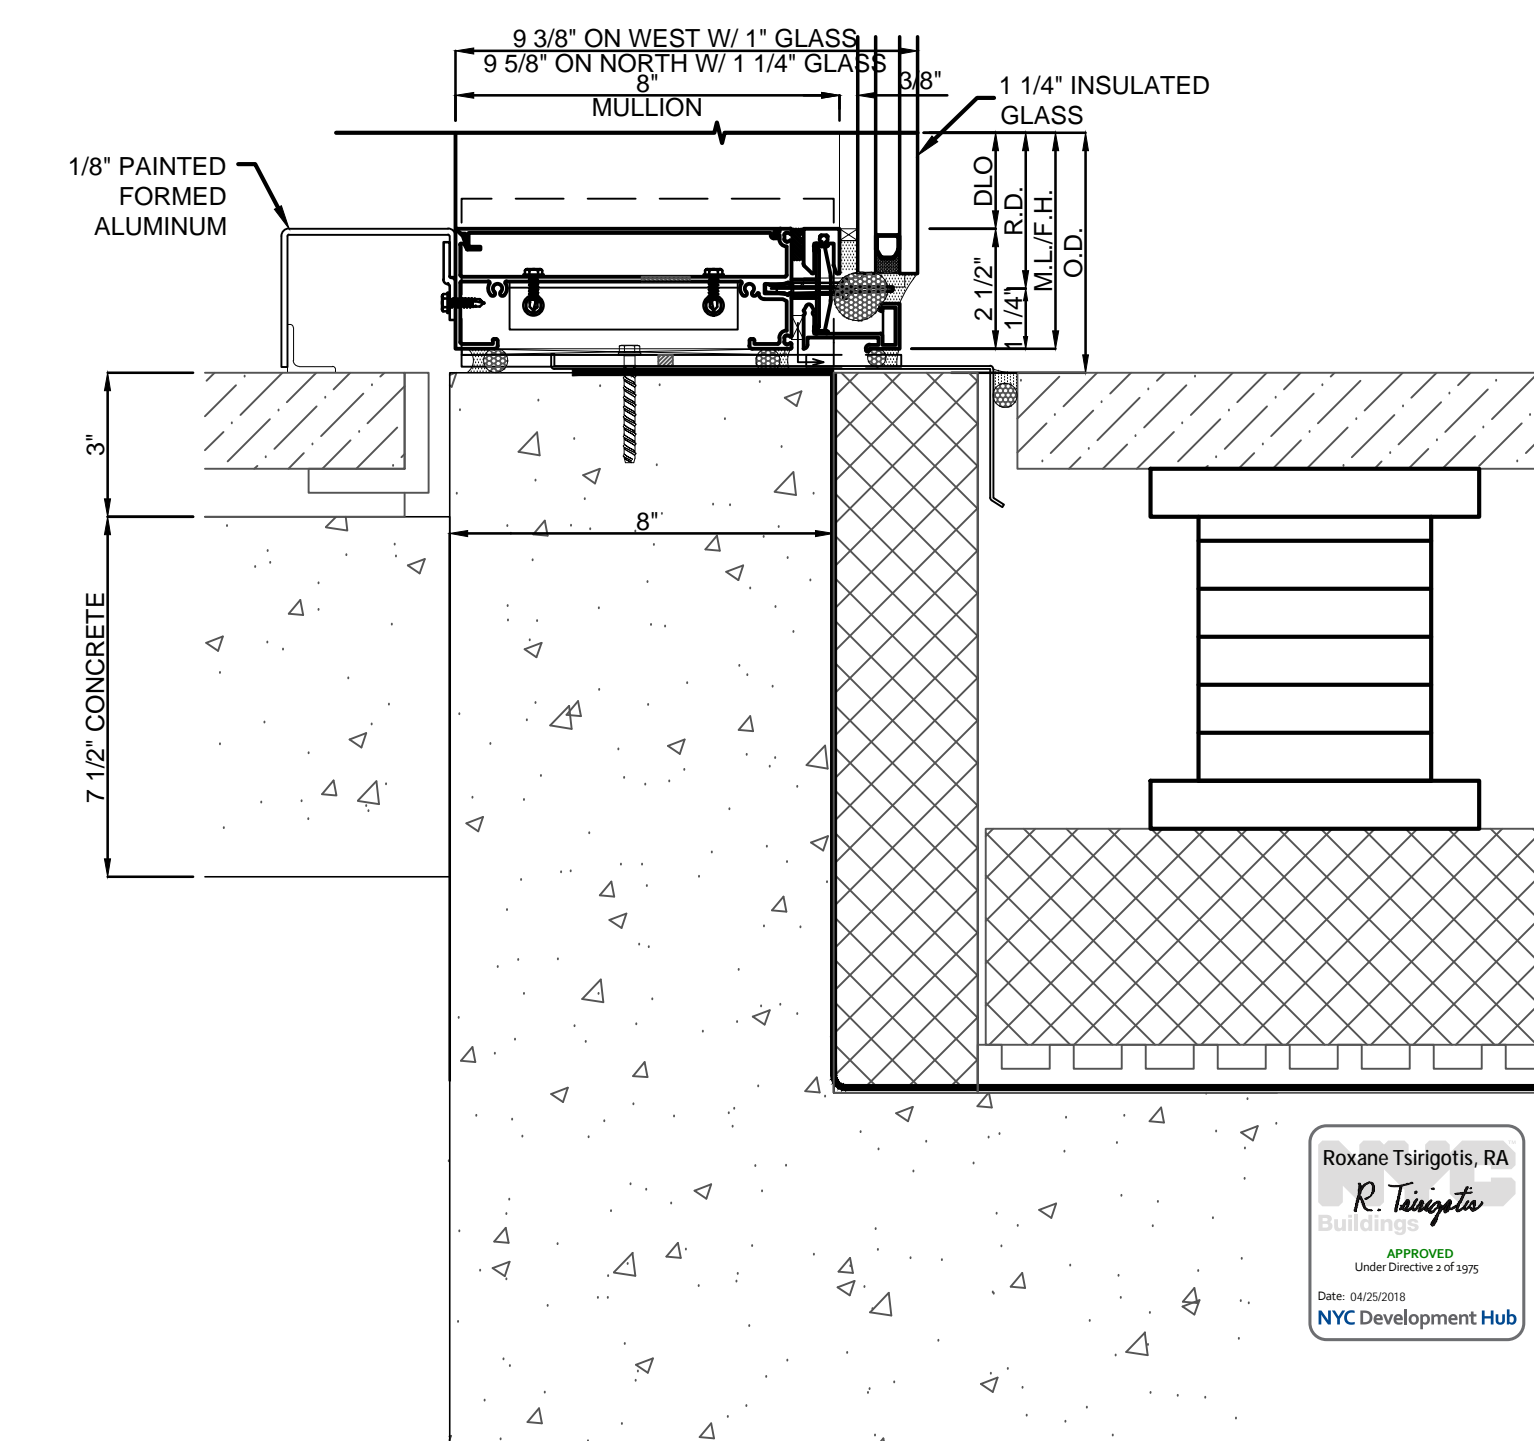 9 3/8" ON WEST W/ 1" GLASS
9 5/8" ON NORTH W/ 1 1/4" GLASS
8"
MULLION
3/8"
1 1/4" INSULATED
GLASS
1/8" PAINTED
FORMED
ALUMINUM
DLO
R.D.
M.L./F.H.
O.D.
2 1/2"
1 1/4"
3"
8"
7 1/2" CONCRETE
NYC
Buildings
Roxane Tsirigotis, RA
R. Tsirigotis
APPROVED
Under Directive 2 of 1975
Date: 04/25/2018
NYC Development Hub